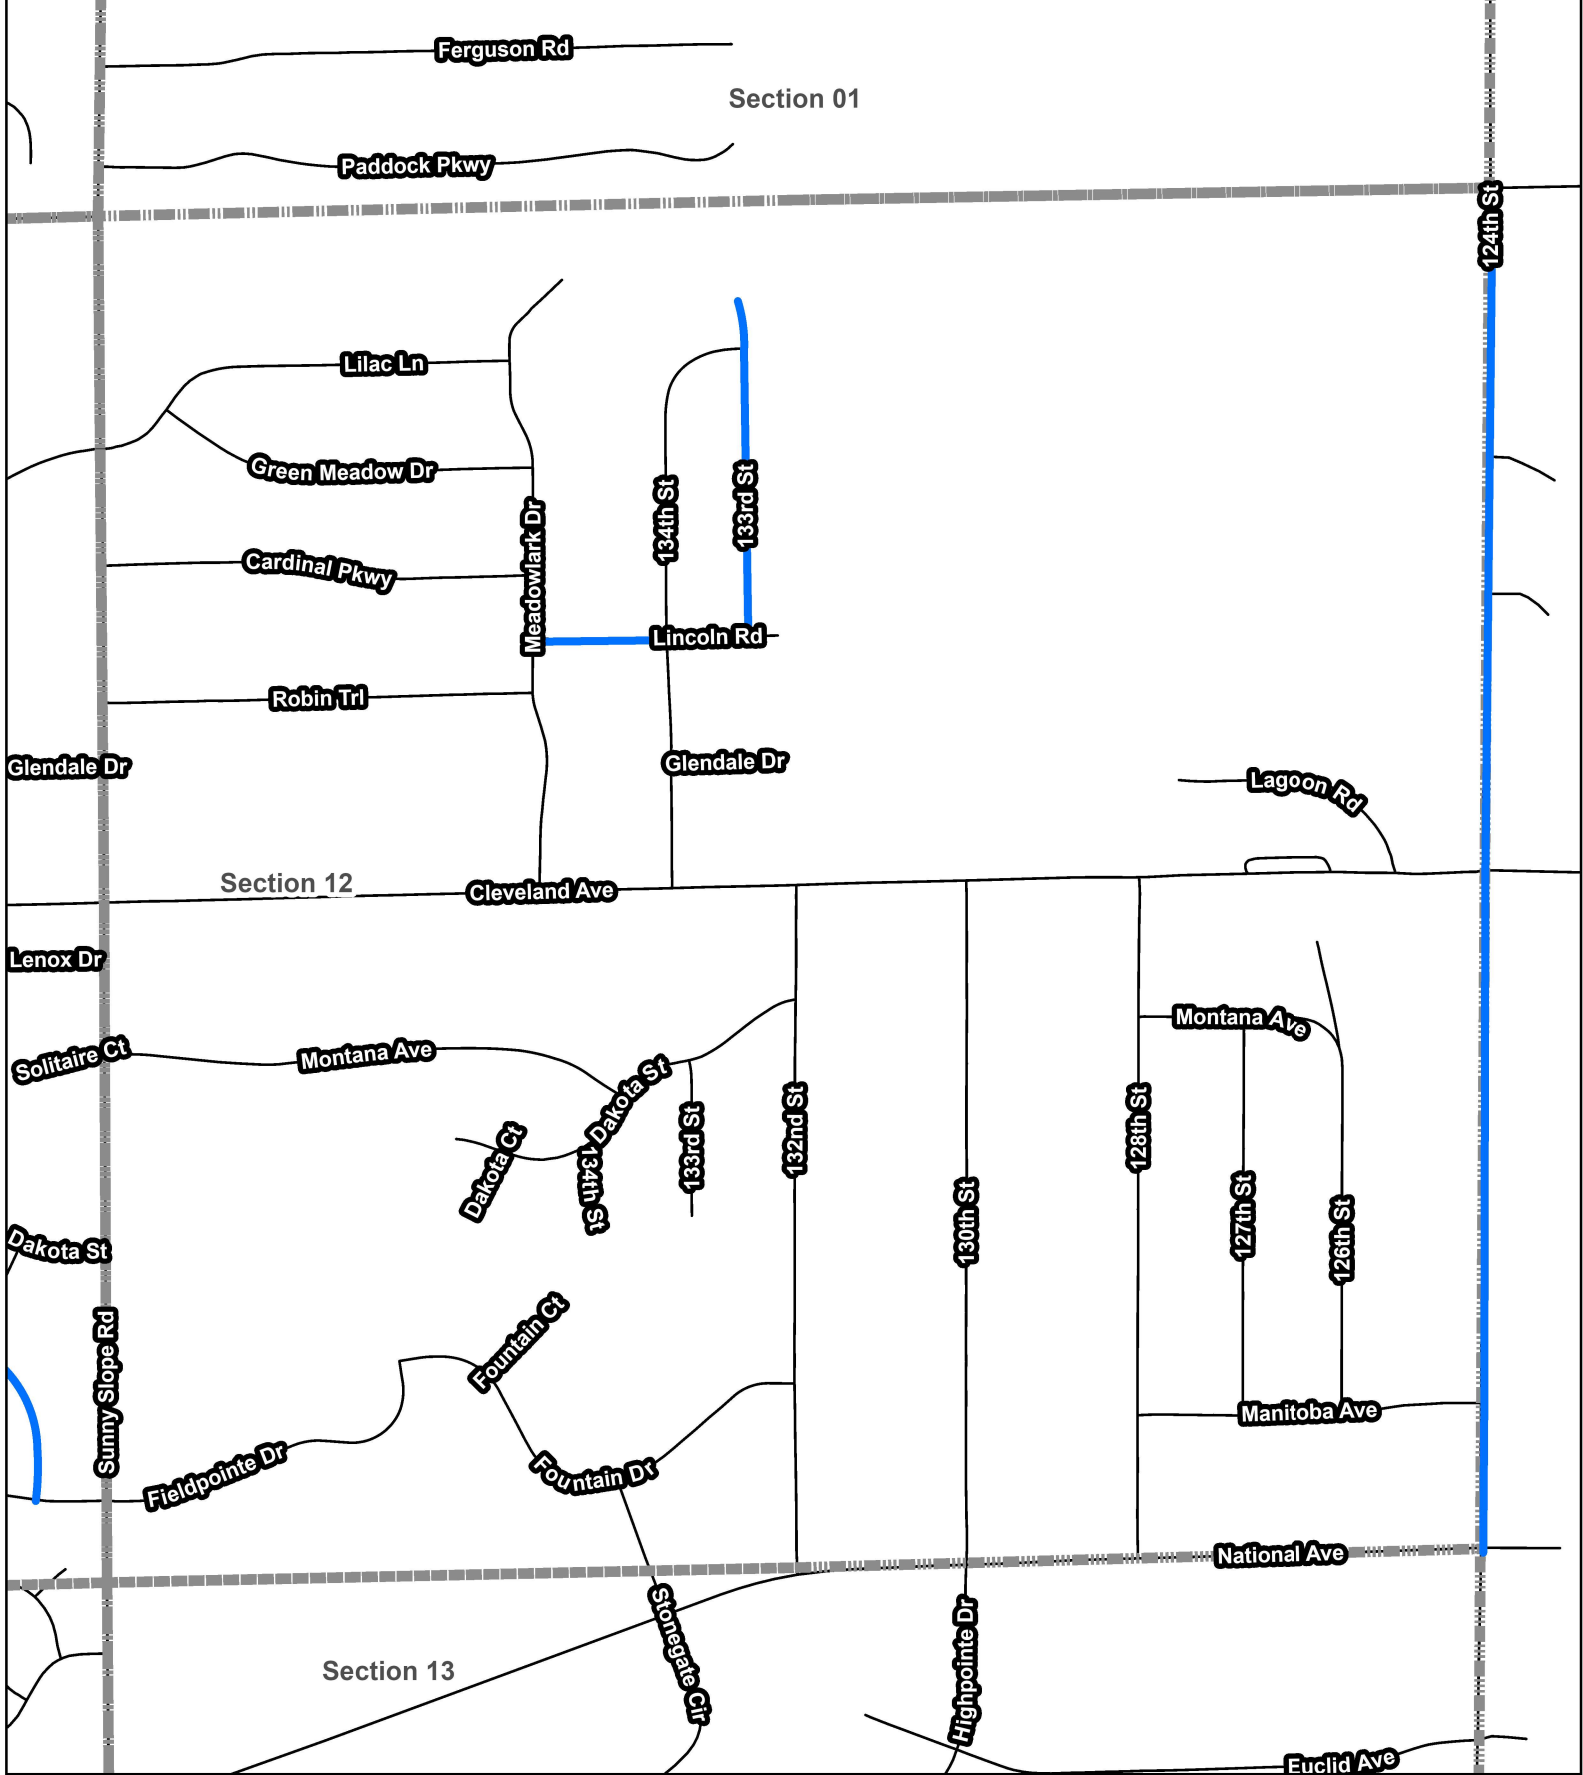 Ferguson Rd
Section 01
Paddock Pkwy
124th St
Lilac Ln
Green Meadow Dr
Meadowlark Dr
134th St
133rd St
Cardinal Pkwy
Lincoln Rd
Robin Trl
Glendale Dr
Glendale Dr
Lagoon Rd
Section 12
Cleveland Ave
Lenox Dr
Solitaire Ct
Montana Ave
Montana Ave
Dakota St
Dakota Ct
134th St
133rd St
132nd St
128th St
130th St
127th St
126th St
Dakota St
Sunny Slope Rd
Fountain Ct
Manitoba Ave
Fieldpointe Dr
Fountain Dr
National Ave
Stonegate Cir
Highpointe Dr
Section 13
Euclid Ave